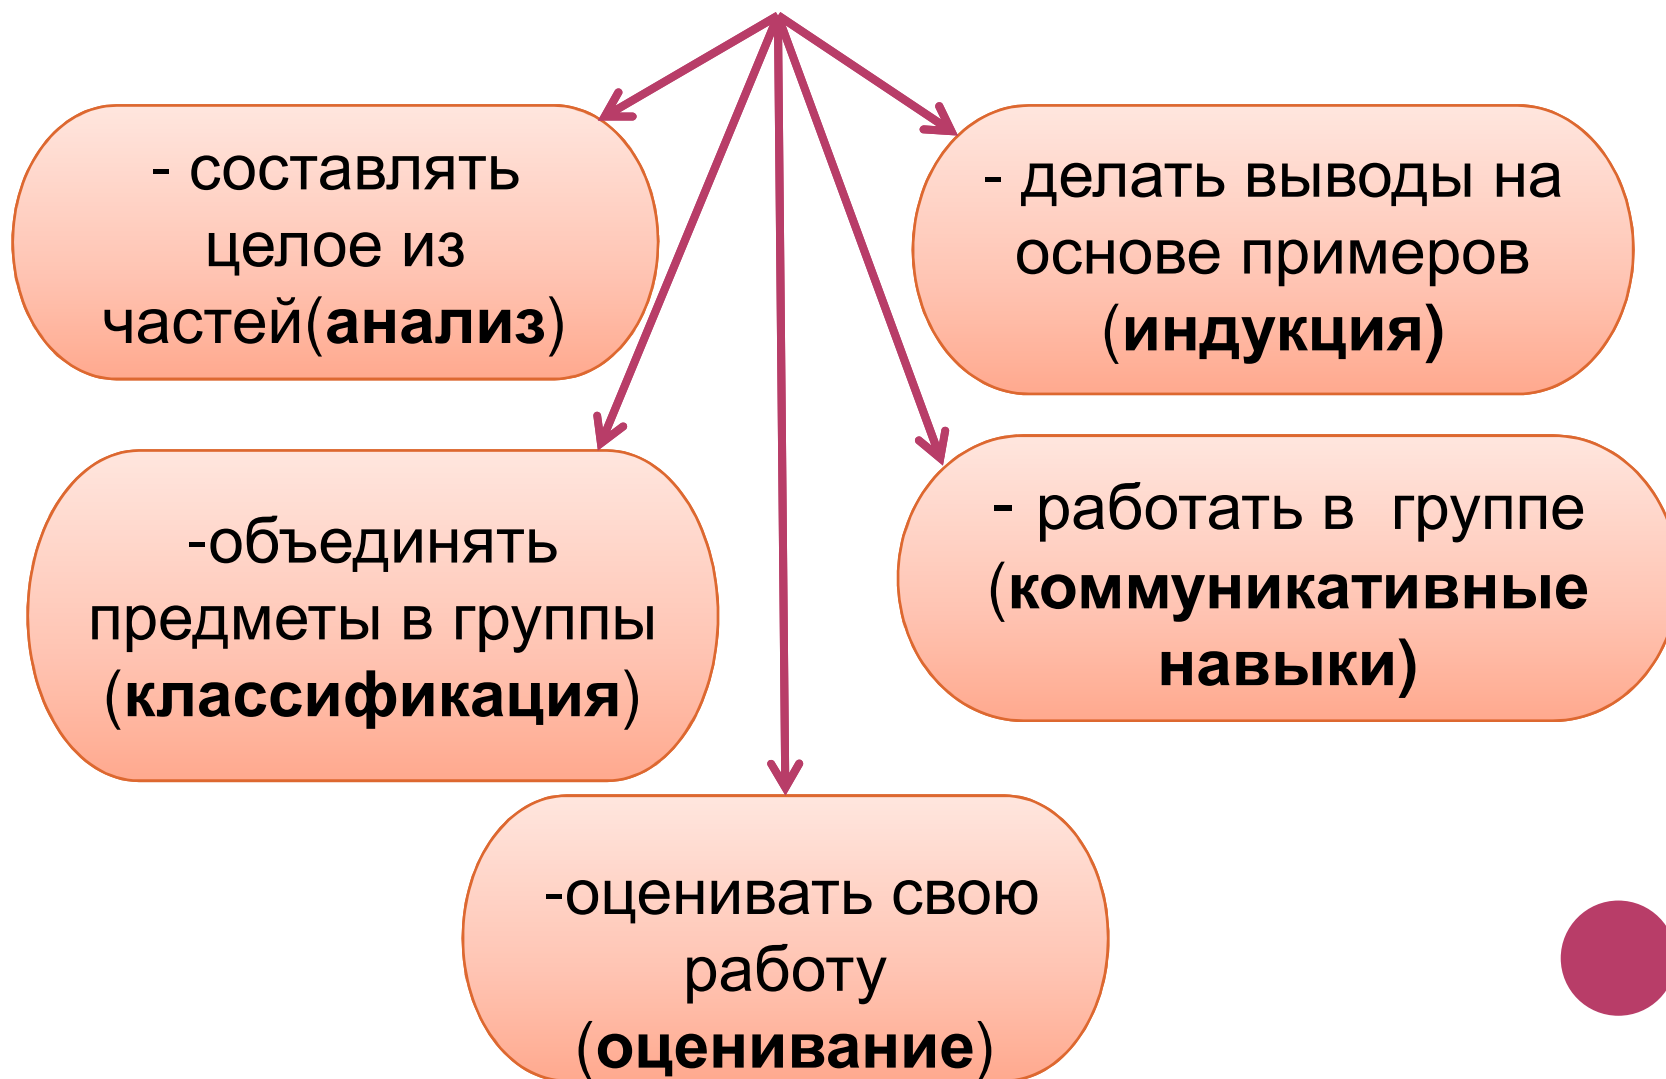 - составлять
целое из
частей(анализ)
- делать выводы на
основе примеров
(индукция)
-объединять
предметы в группы
(классификация)
- работать в  группе
(коммуникативные
навыки)
-оценивать свою
работу
(оценивание)